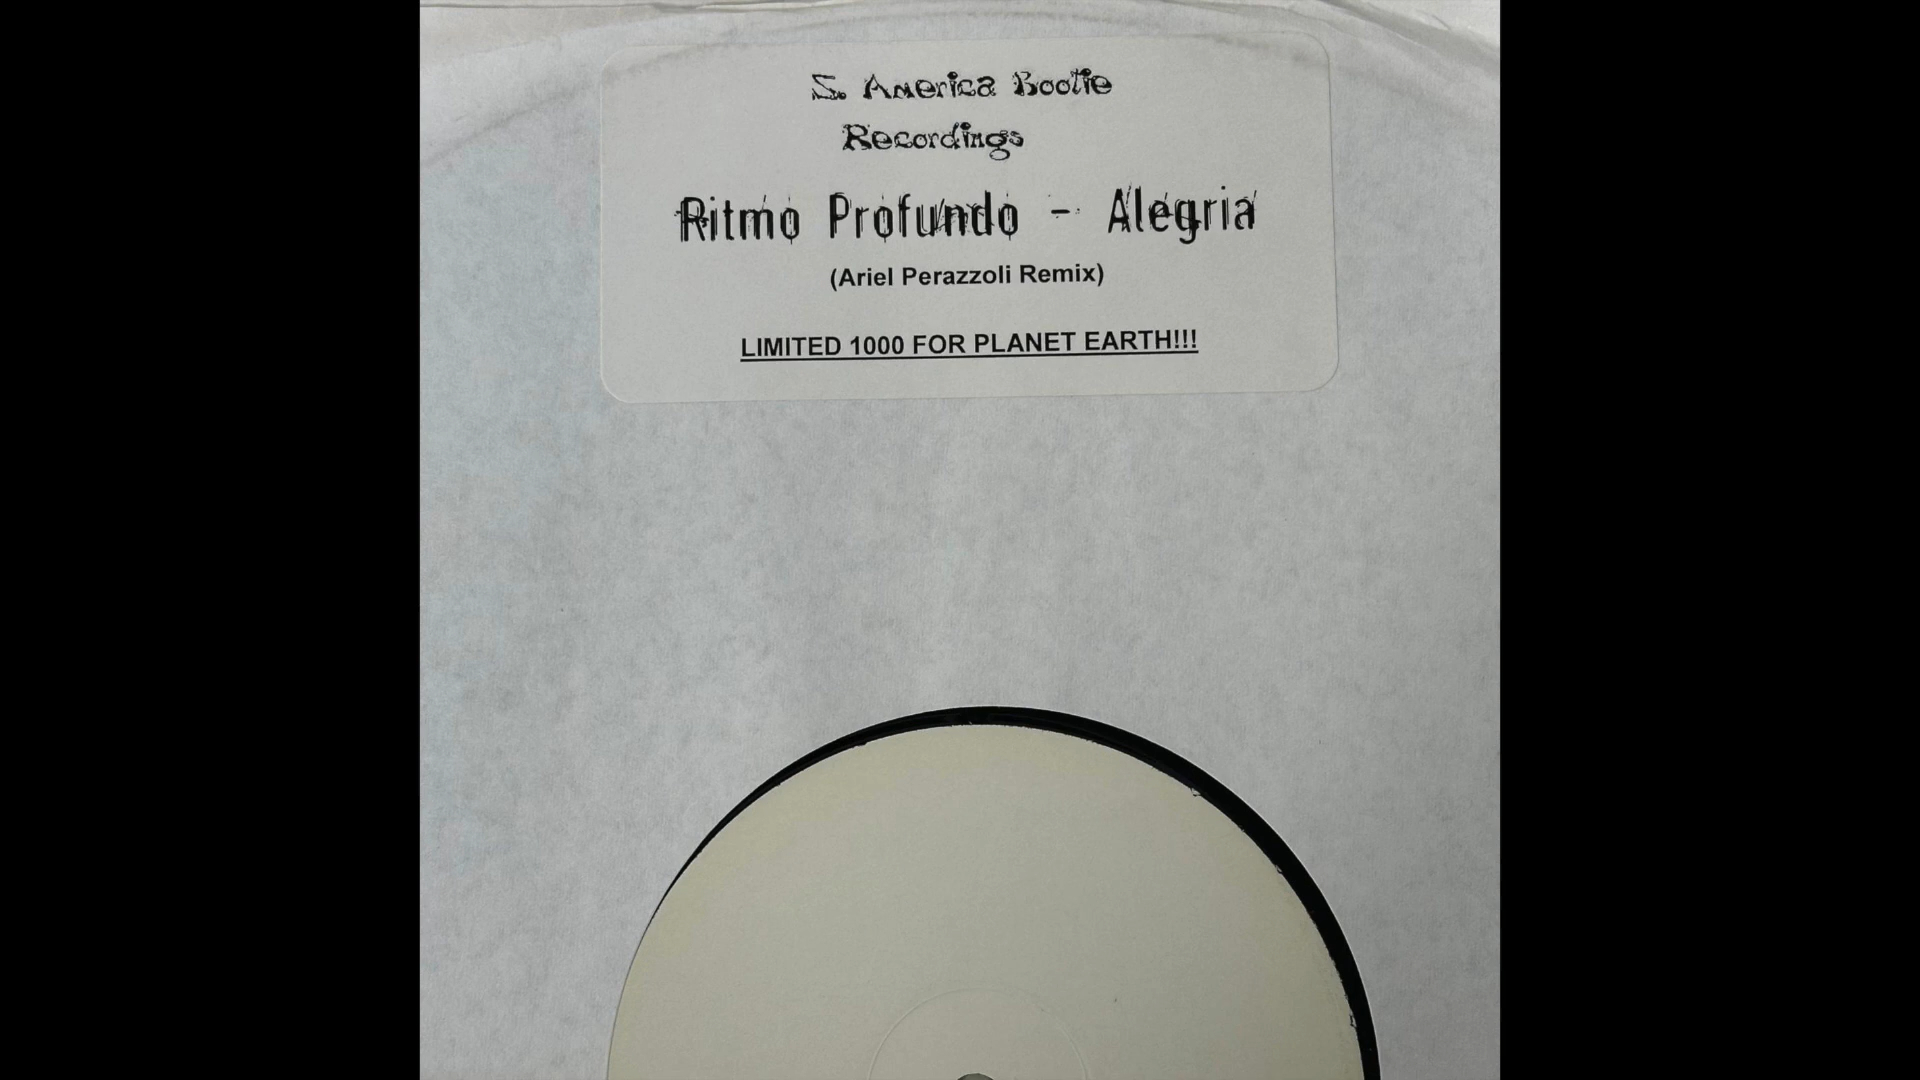 S. America Bootie
Recordings
Ritmo Profundo - Alegria
(Ariel Perazzoli Remix)
LIMITED 1000 FOR PLANET EARTH!!!